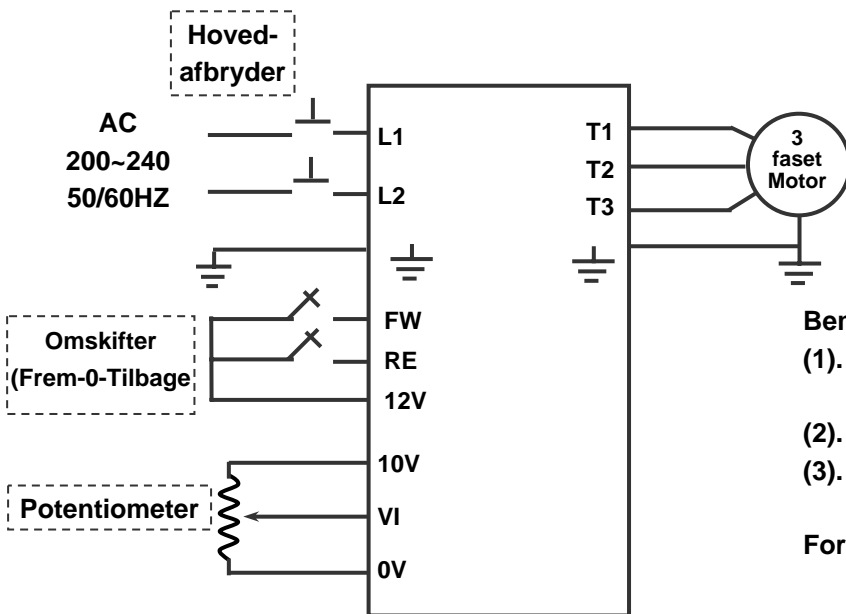 Hoved-
afbryder
AC
200~240
50/60HZ
L1
L2
T1
T2
T3
3
faset
Motor
Omskifter
(Frem-0-Tilbage
FW
RE
12V
Potentiometer
10V
VI
0V
Ben
(1).
(2).
(3).
For